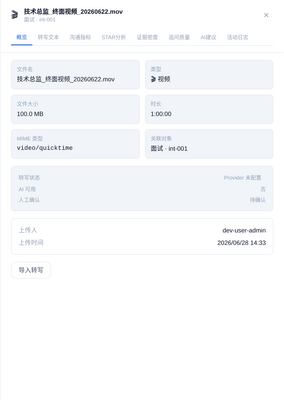 技术总监_终面视频_20260622.mov
面试 · int-001
×
概览 转写文本 沟通指标 STAR分析 证据密度 追问质量 AI建议 活动日志
文件名
技术总监_终面视频_20260622.mov
类型
视频
文件大小
100.0 MB
时长
1:00:00
MIME 类型
video/quicktime
关联对象
面试 · int-001
转写状态 Provider 未配置
AI 可用 否
人工确认 待确认
上传人 dev-user-admin
上传时间 2026/06/28 14:33
导入转写